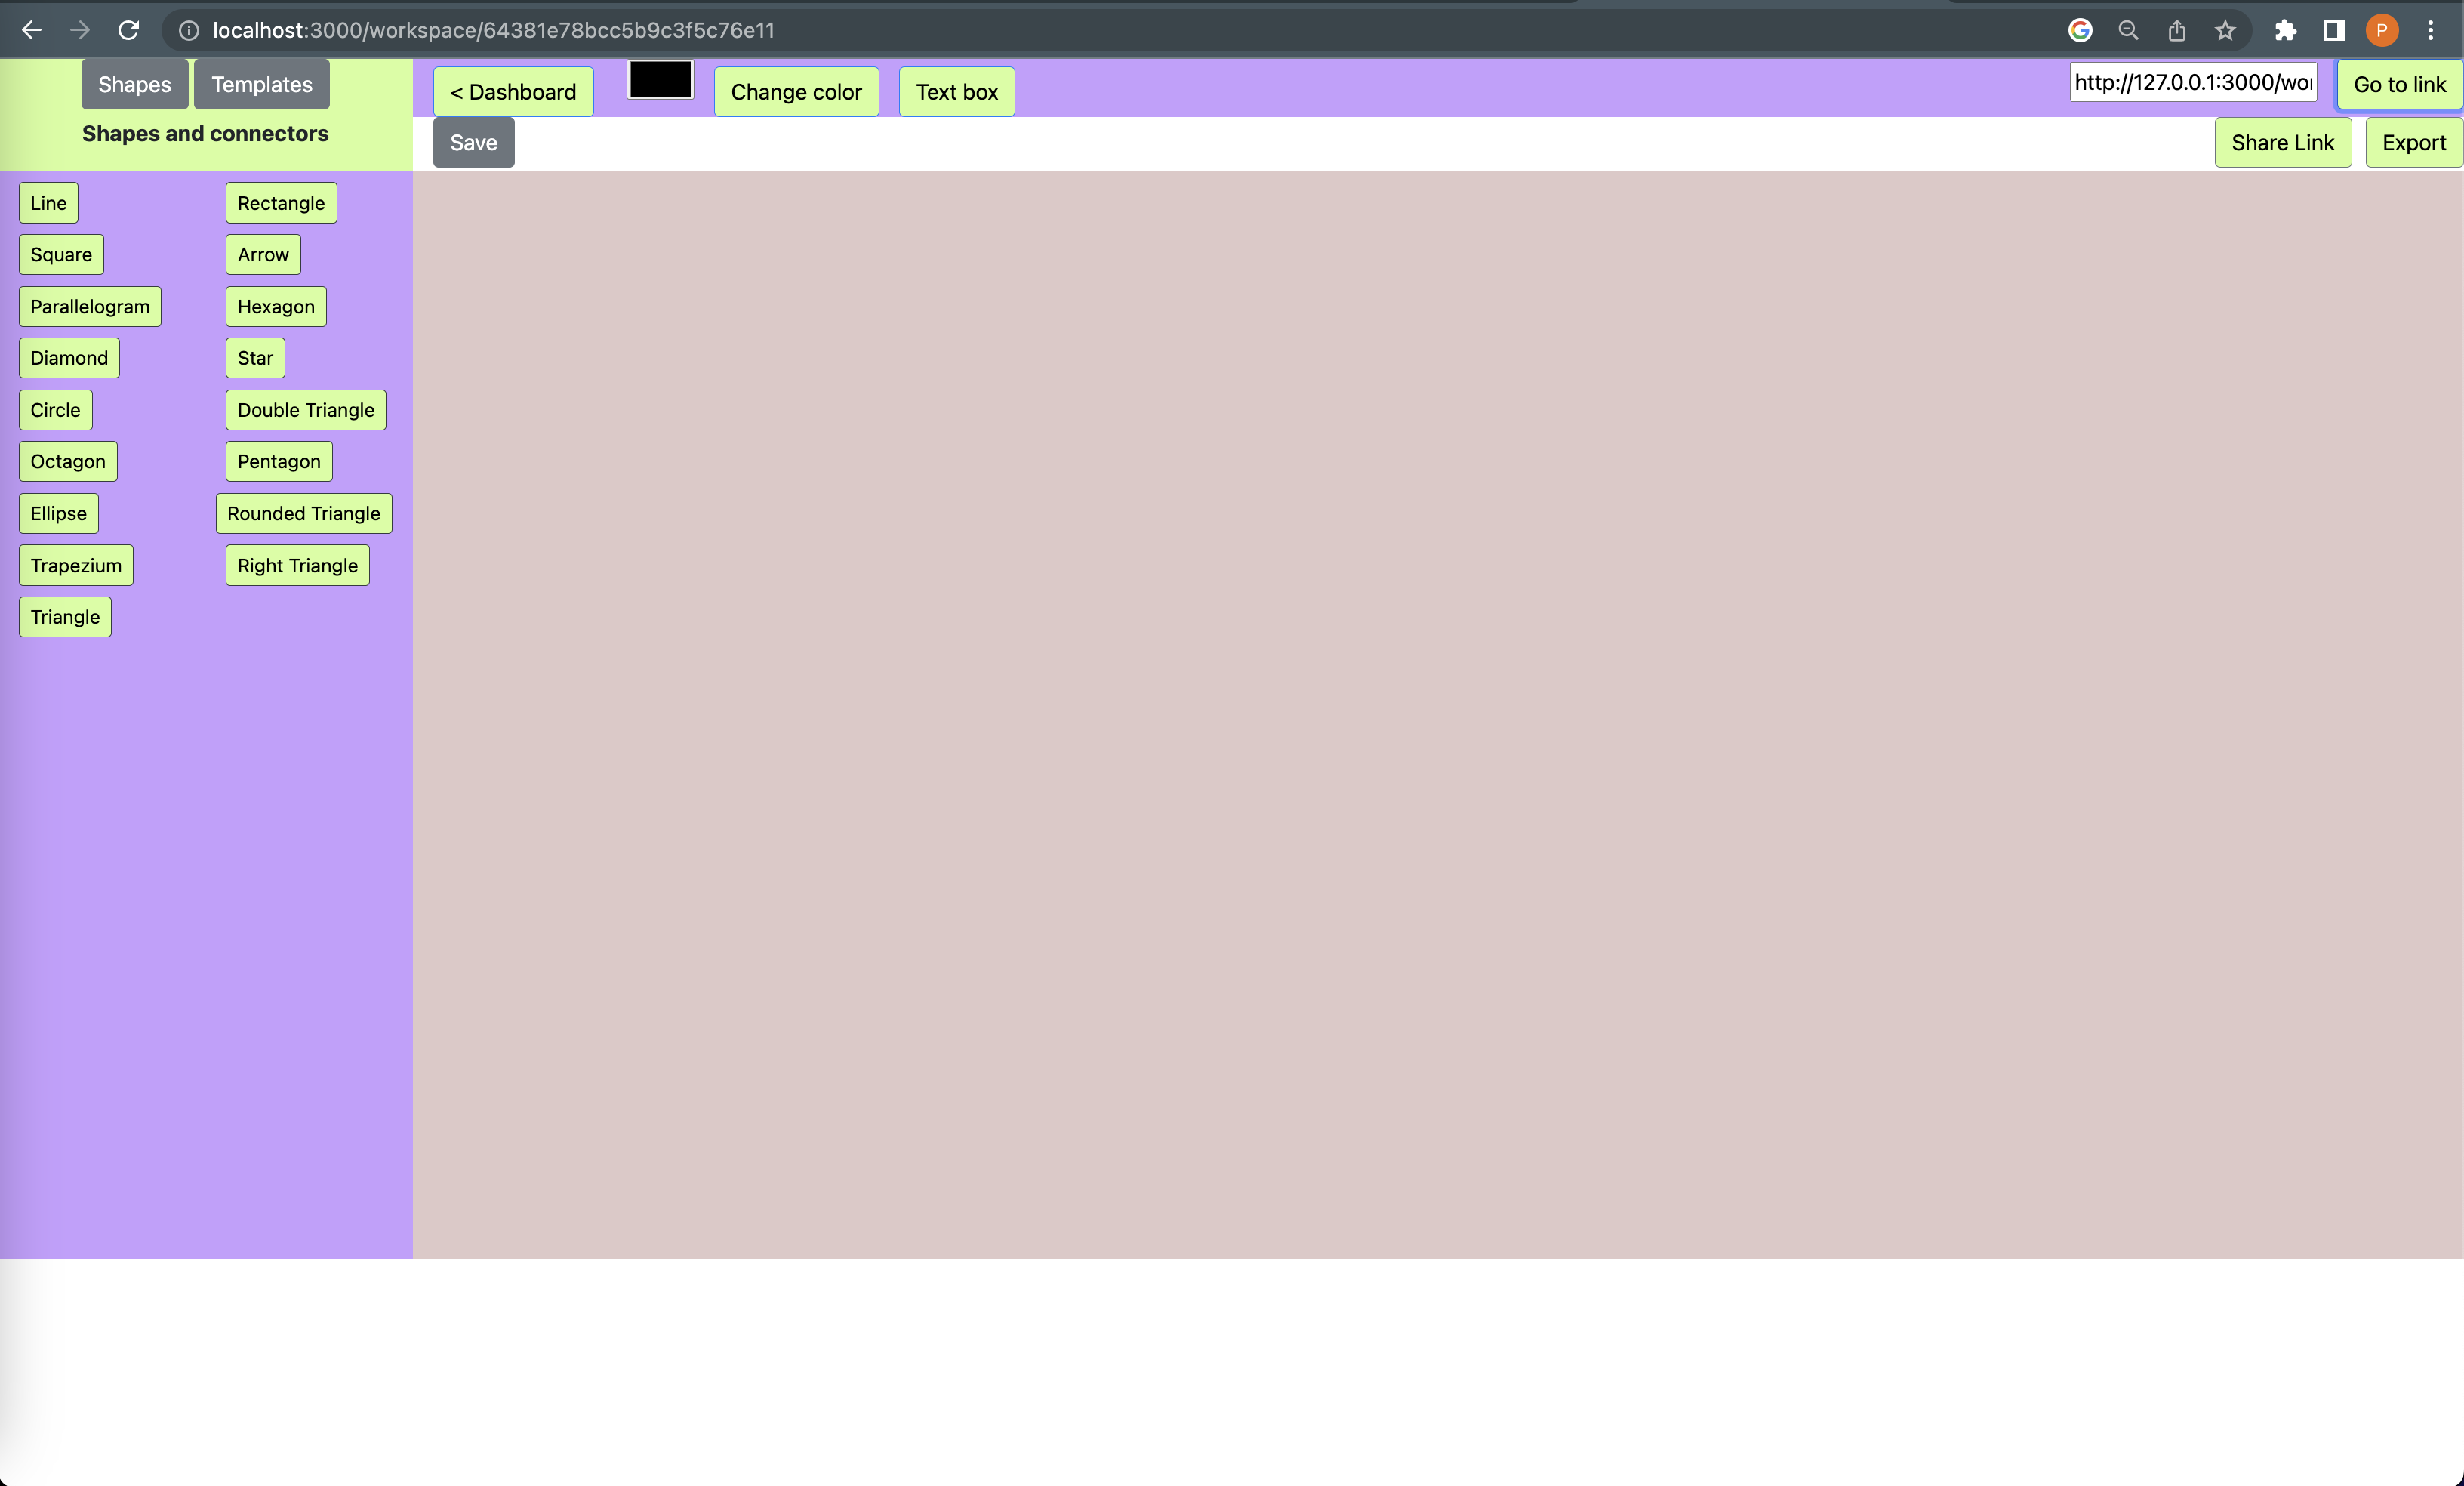 localhost:3000/workspace/64381e78bcc5b9c3f5c76e11
P
Shapes Templates
Shapes and connectors
< Dashboard Change color Text box http://127.0.0.1:3000/wor Go to link
Save Share Link Export
Line Rectangle
Square Arrow
Parallelogram Hexagon
Diamond Star
Circle Double Triangle
Octagon Pentagon
Ellipse Rounded Triangle
Trapezium Right Triangle
Triangle